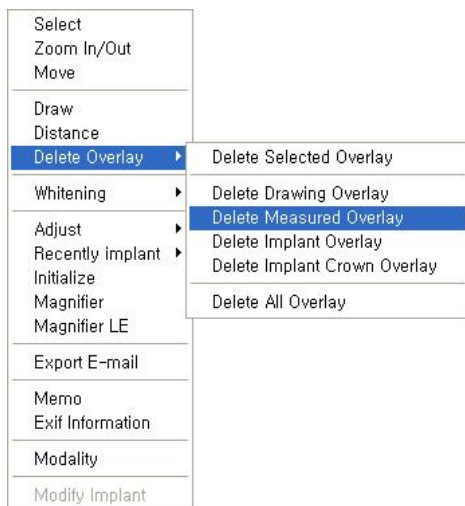 Select
Zoom In/Out
Move
Draw
Distance
Delete Overlay
Whitening
Adjust
Recently implant
Initialize
Magnifier
Magnifier LE
Export E-mail
Memo
Exif Information
Modality
Modify Implant
Delete Selected Overlay
Delete Drawing Overlay
Delete Measured Overlay
Delete Implant Overlay
Delete Implant Crown Overlay
Delete All Overlay